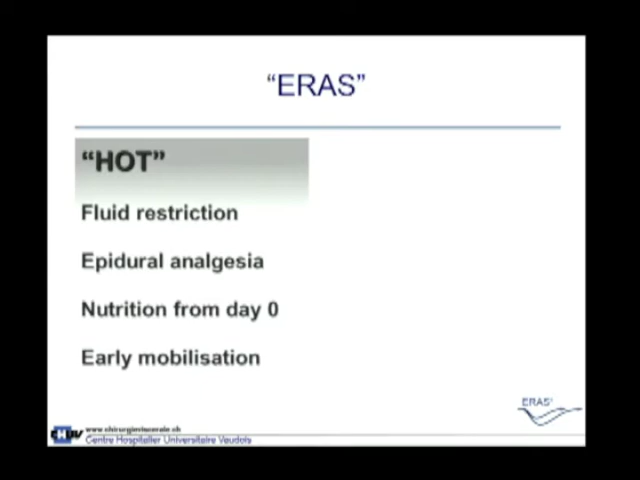 “ERAS”
“HOT”
Fluid restriction
Epidural analgesia
Nutrition from day 0
Early mobilisation
ERAS
www.chirurgieviscerale.ch
CHUV
Centre Hospitalier Universitaire Vaudois